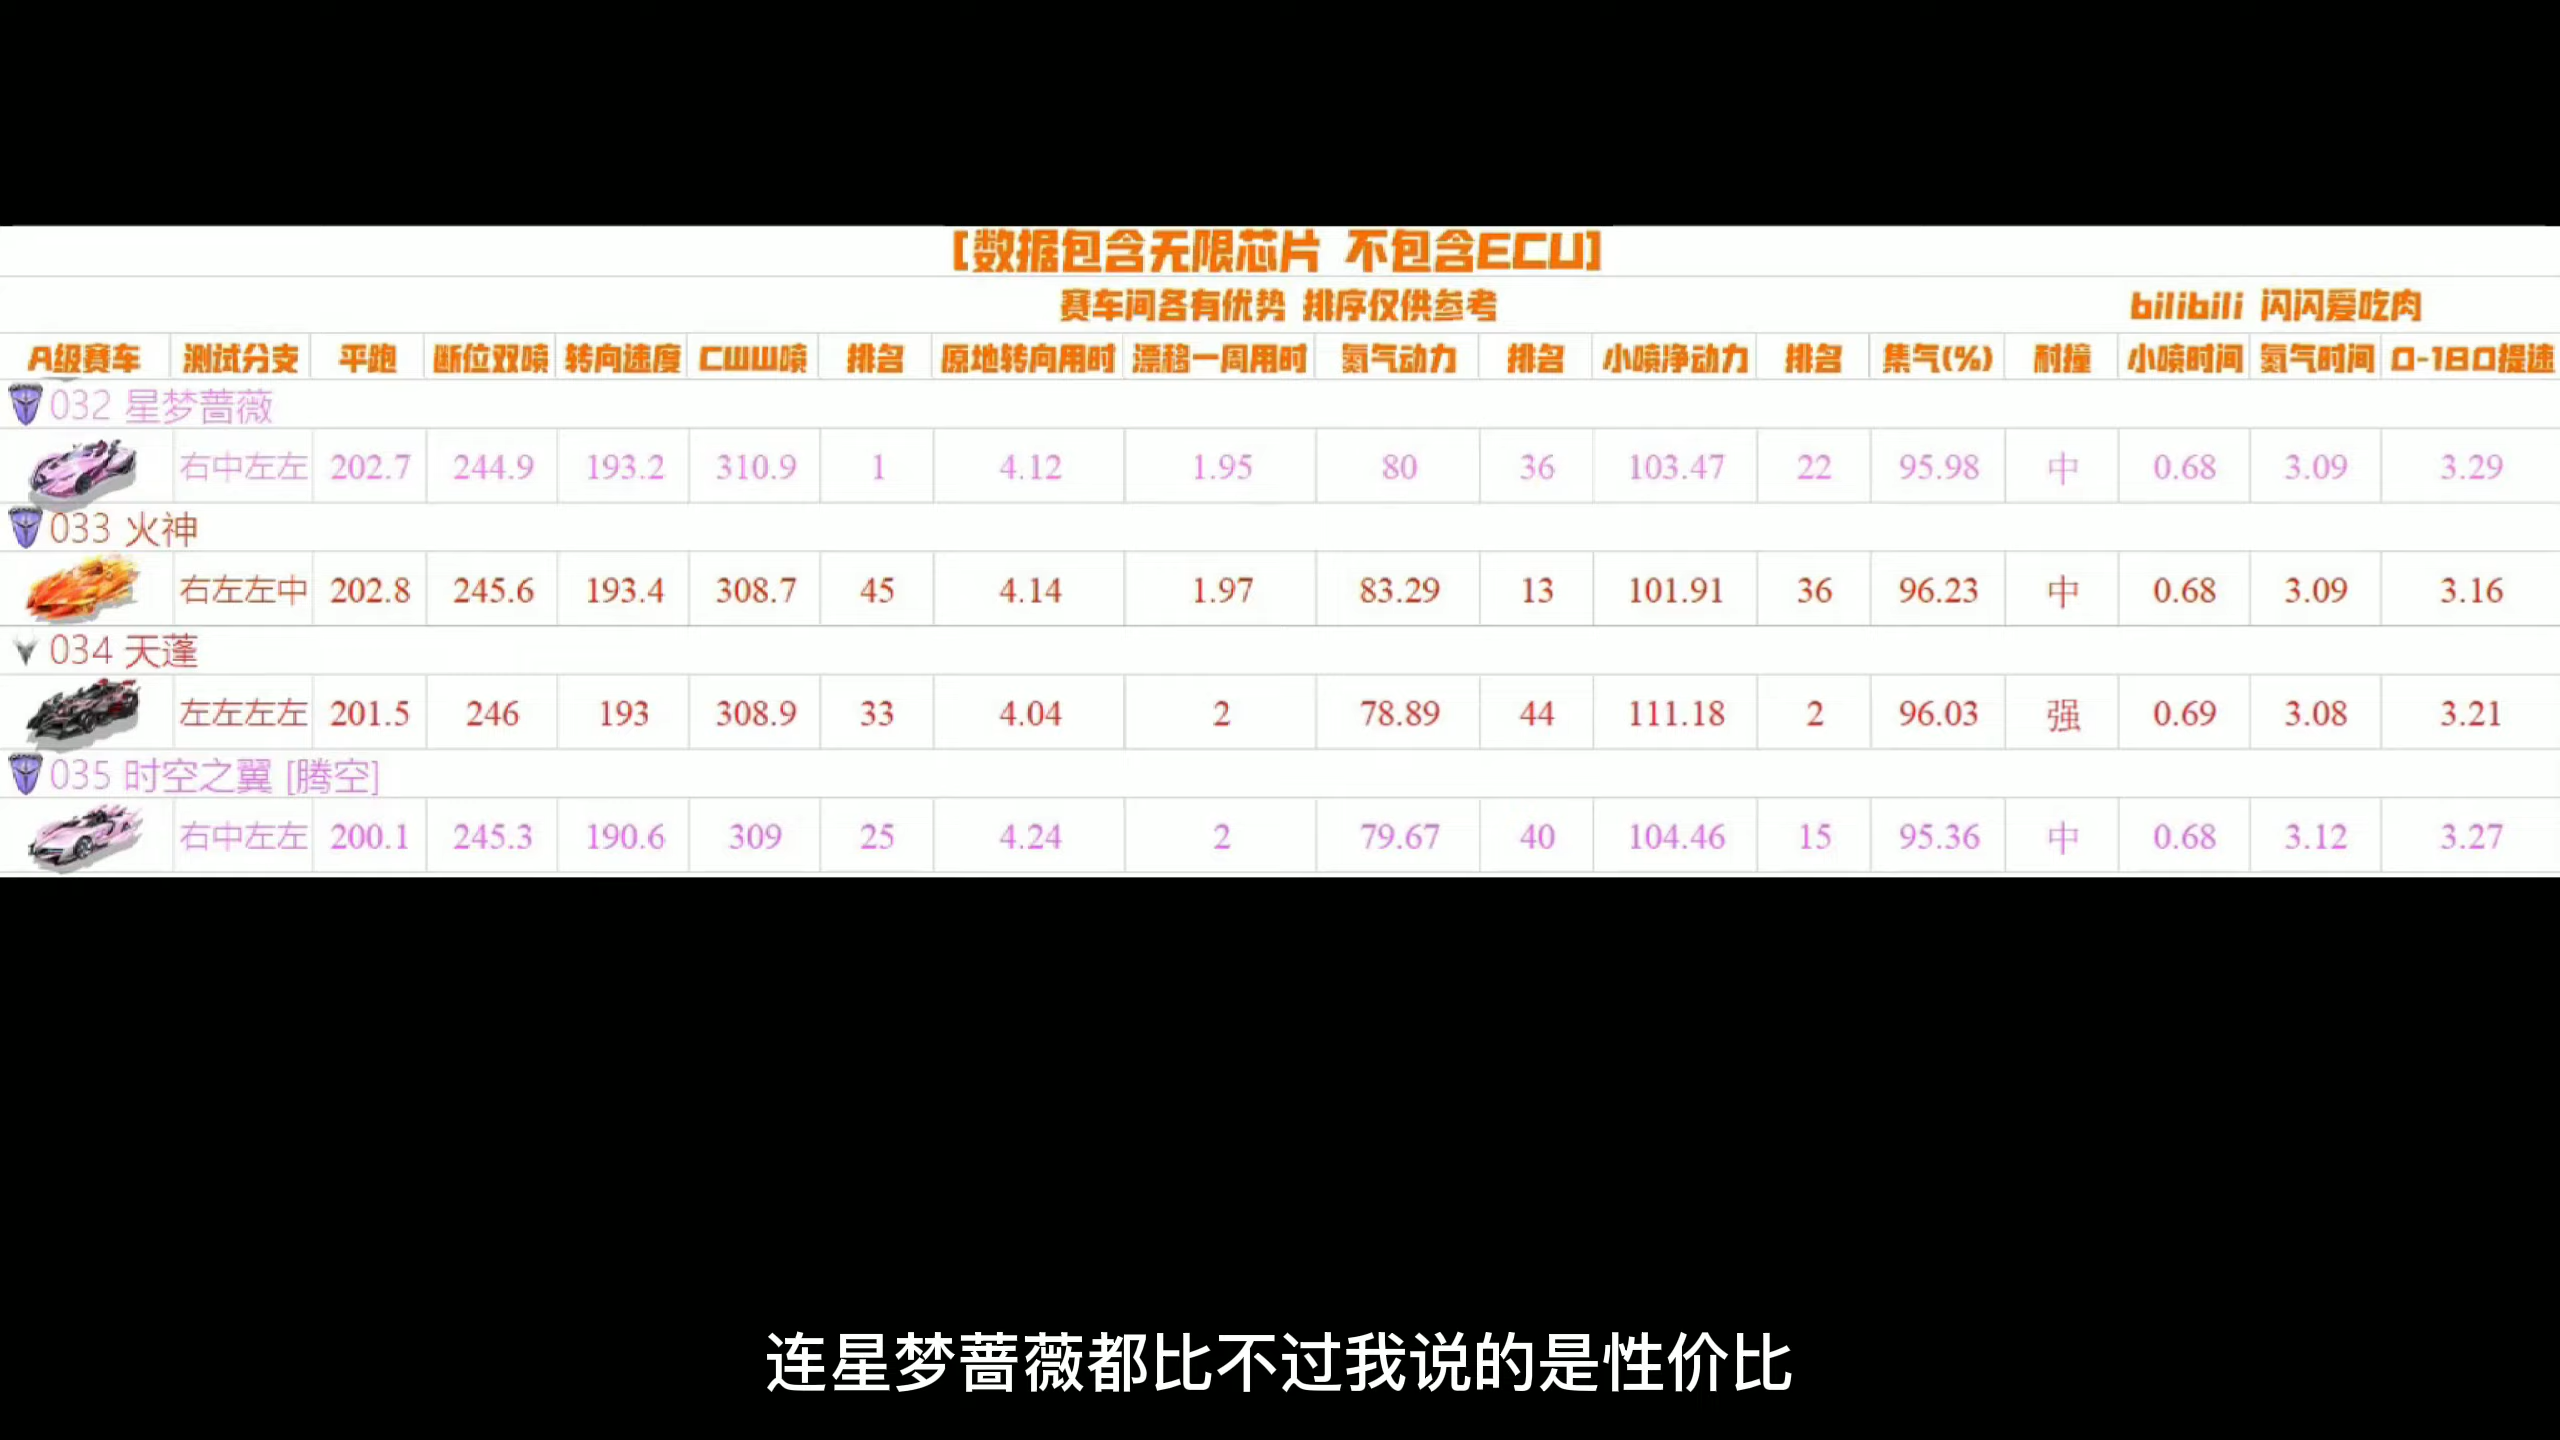 [数据包含无限芯片 不包含ECU]
赛车间各有优势 排序仅供参考 bilibili 闪闪爱吃肉
A级赛车 测试分支 平跑 断位双喷 转向速度 CWW喷 排名 原地转向用时 漂移一周用时 氮气动力 排名 小喷净动力 排名 集气(%) 耐撞 小喷时间 氮气时间 0-180提速
032 星梦蔷薇
右中左左 202.7 244.9 193.2 310.9 1 4.12 1.95 80 36 103.47 22 95.98 中 0.68 3.09 3.29
033 火神
右左左中 202.8 245.6 193.4 308.7 45 4.14 1.97 83.29 13 101.91 36 96.23 中 0.68 3.09 3.16
034 天蓬
左左左左 201.5 246 193 308.9 33 4.04 2 78.89 44 111.18 2 96.03 强 0.69 3.08 3.21
035 时空之翼 [腾空]
右中左左 200.1 245.3 190.6 309 25 4.24 2 79.67 40 104.46 15 95.36 中 0.68 3.12 3.27
连星梦蔷薇都比不过我说的是性价比